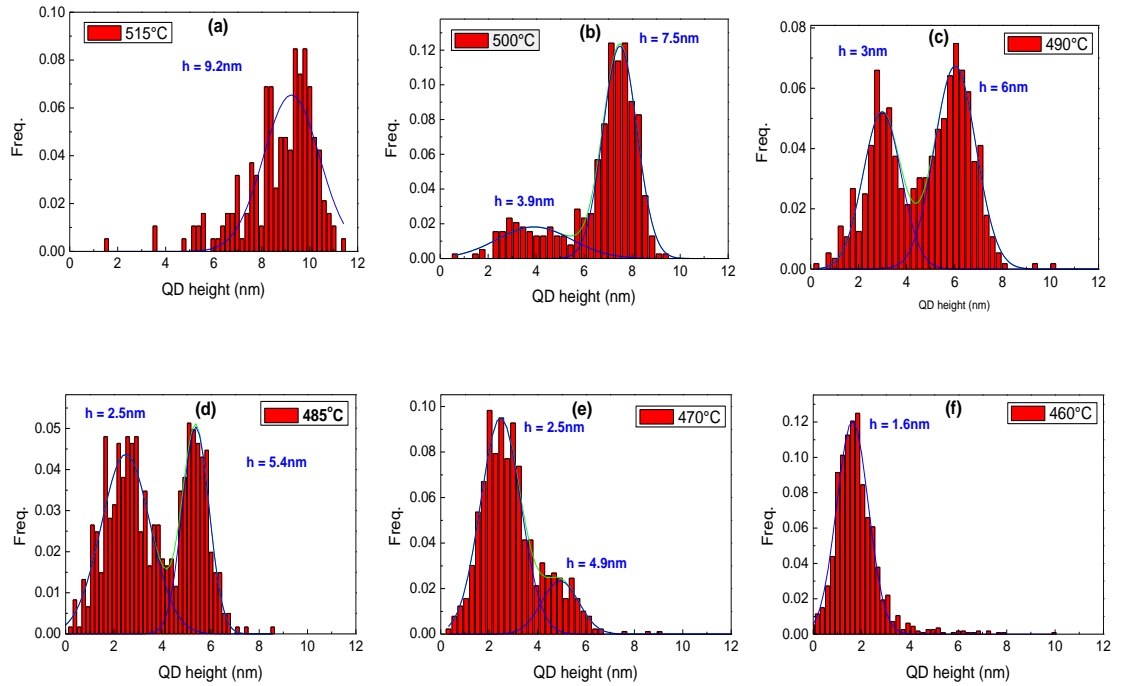 (a)
515°C
h = 9.2nm
Freq.
0.10
0.08
0.06
0.04
0.02
0.00
0 2 4 6 8 10 12
QD height (nm)
(b)
500°C
h = 7.5nm
h = 3.9nm
Freq.
0.12
0.10
0.08
0.06
0.04
0.02
0.00
0 2 4 6 8 10 12
QD height (nm)
(c)
490°C
h = 3nm
h = 6nm
Freq.
0.08
0.06
0.04
0.02
0.00
0 2 4 6 8 10 12
QD height (nm)
(d)
485°C
h = 2.5nm
h = 5.4nm
Freq.
0.05
0.04
0.03
0.02
0.01
0.00
0 2 4 6 8 10 12
QD height (nm)
(e)
470°C
h = 2.5nm
h = 4.9nm
Freq.
0.10
0.08
0.06
0.04
0.02
0.00
0 2 4 6 8 10 12
QD height (nm)
(f)
460°C
h = 1.6nm
Freq.
0.12
0.10
0.08
0.06
0.04
0.02
0.00
0 2 4 6 8 10 12
QD height (nm)